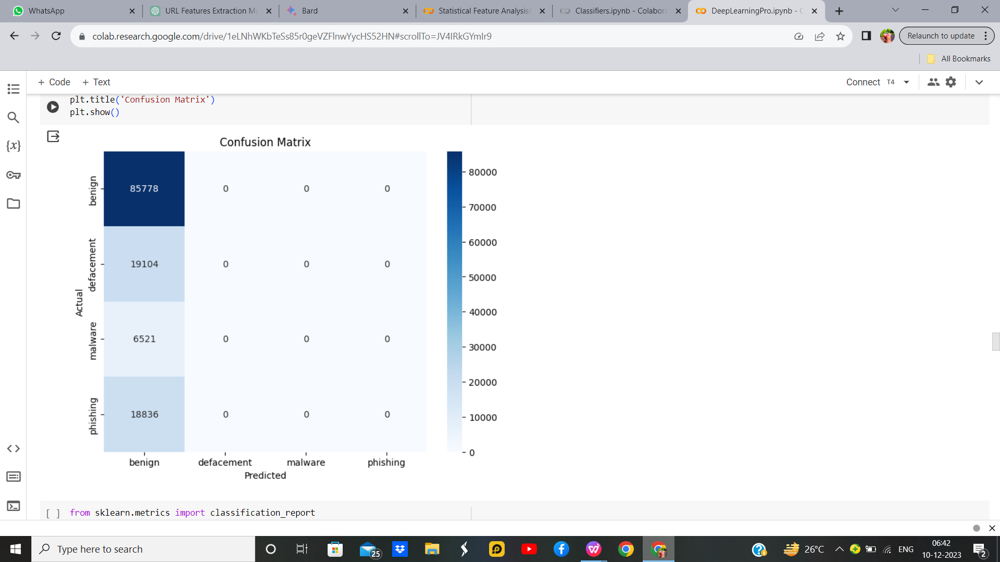 WhatsApp
URL Features Extraction Mo
Bard
Statistical Feature Analysis
Classifiers.ipynb - Colabora
DeepLearningPro.ipynb - C
colab.research.google.com/drive/1eLNhWKbTeSs85r0geVZFlnwYycHS52HN#scrollTo=JV4IRkGYmIr9
Relaunch to update
All Bookmarks
+ Code + Text
Connect T4
plt.title('Confusion Matrix')
plt.show()
{x}
Confusion Matrix
benign 85778 0 0 0
defacement 19104 0 0 0
malware 6521 0 0 0
phishing 18836 0 0 0
Actual
benign defacement malware phishing
Predicted
80000
70000
60000
50000
40000
30000
20000
10000
0
[ ] from sklearn.metrics import classification_report
Type here to search
25
26°C
ENG
06:42
10-12-2023
2